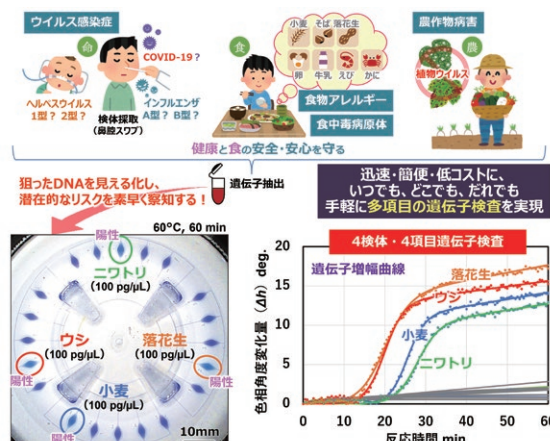 ウイルス感染症
命
COVID-19？
ヘルペスウイルス
1型？ 2型？
検体採取
（鼻腔スワブ）
インフルエンザ
A型？ B型？
食
小麦
そば
落花生
卵
牛乳
えび
かに
食物アレルギー
食中毒病原体
農作物病害
農
植物ウイルス
健康と食の安全・安心を守る
狙ったDNAを見える化し、
潜在的なリスクを素早く察知する！
遺伝子抽出
迅速・簡便・低コストに、
いつでも、どこでも、だれでも
手軽に多項目の遺伝子検査を実現
60°C, 60 min
陽性
ニワトリ
（100 pg/μL）
ウシ
（100 pg/μL）
陽性
落花生
（100 pg/μL）
陽性
小麦
（100 pg/μL）
陽性
10mm
4検体・4項目遺伝子検査
遺伝子増幅曲線
色相角度変化量（Δh）deg.
20
15
10
5
0
落花生
ウシ
小麦
ニワトリ
0
10
20
30
40
50
60
反応時間 min